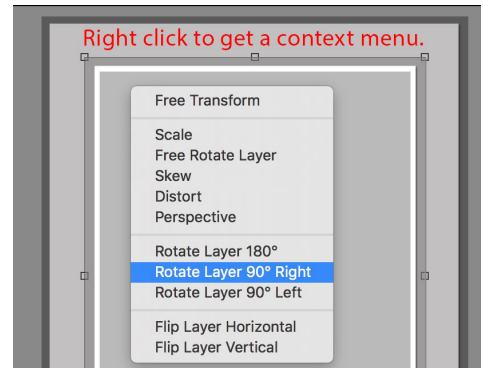 Right click to get a context menu.
Free Transform
Scale
Free Rotate Layer
Skew
Distort
Perspective
Rotate Layer 180°
Rotate Layer 90° Right
Rotate Layer 90° Left
Flip Layer Horizontal
Flip Layer Vertical